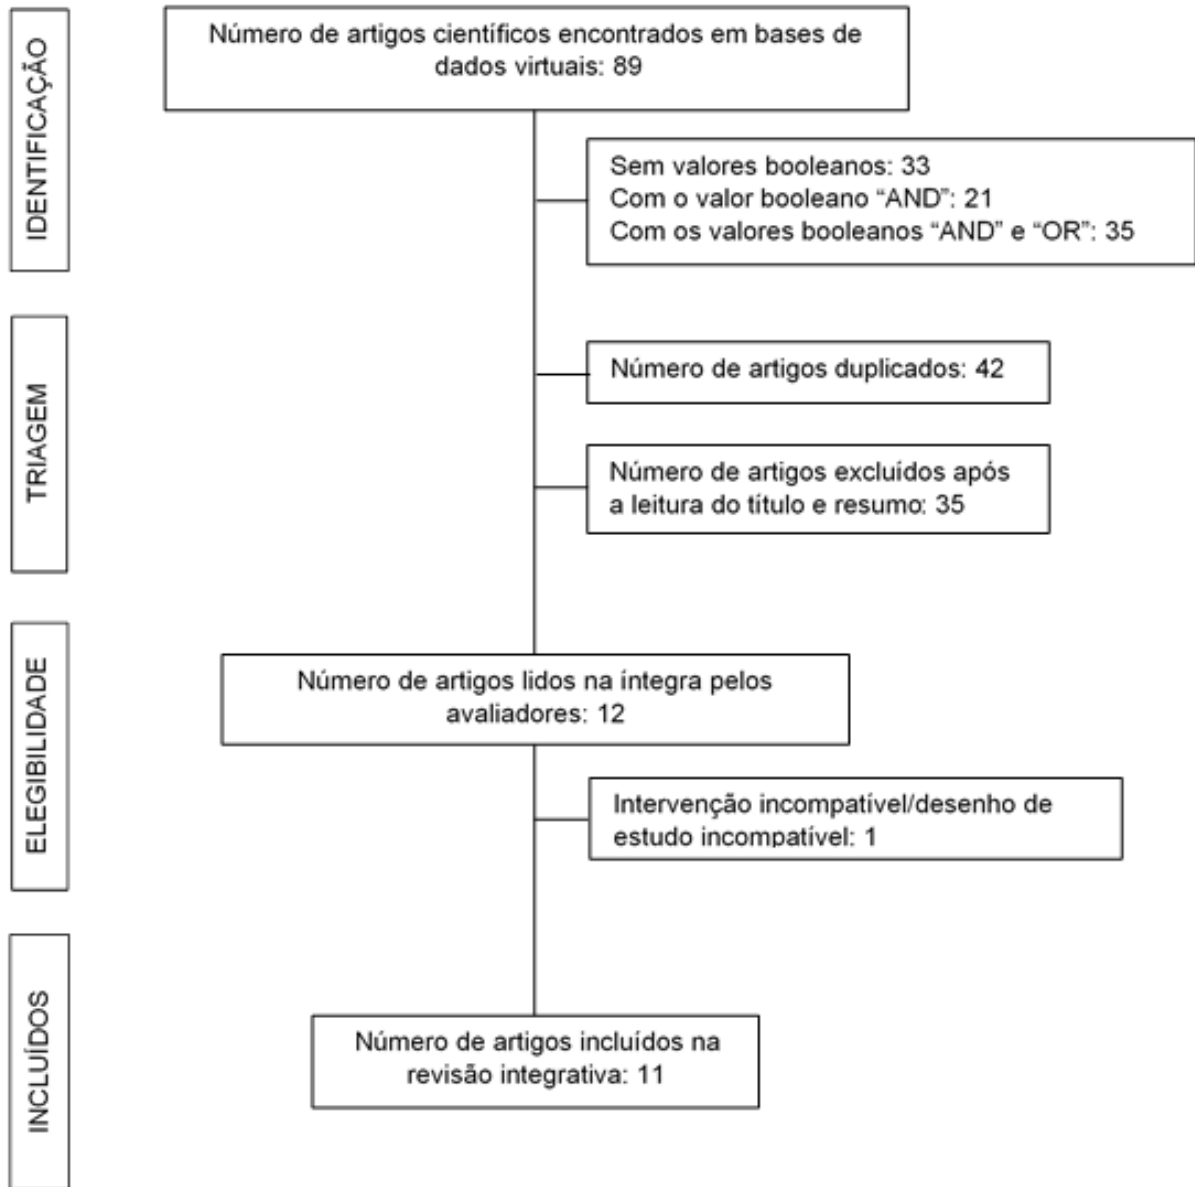 IDENTIFICAÇÃO
Número de artigos científicos encontrados em bases de
dados virtuais: 89
Sem valores booleanos: 33
Com o valor booleano “AND”: 21
Com os valores booleanos “AND” e “OR”: 35
TRIAGEM
Número de artigos duplicados: 42
Número de artigos excluídos após
a leitura do título e resumo: 35
ELEGIBILIDADE
Número de artigos lidos na íntegra pelos
avaliadores: 12
Intervenção incompatível/desenho de
estudo incompatível: 1
INCLUÍDOS
Número de artigos incluídos na
revisão integrativa: 11